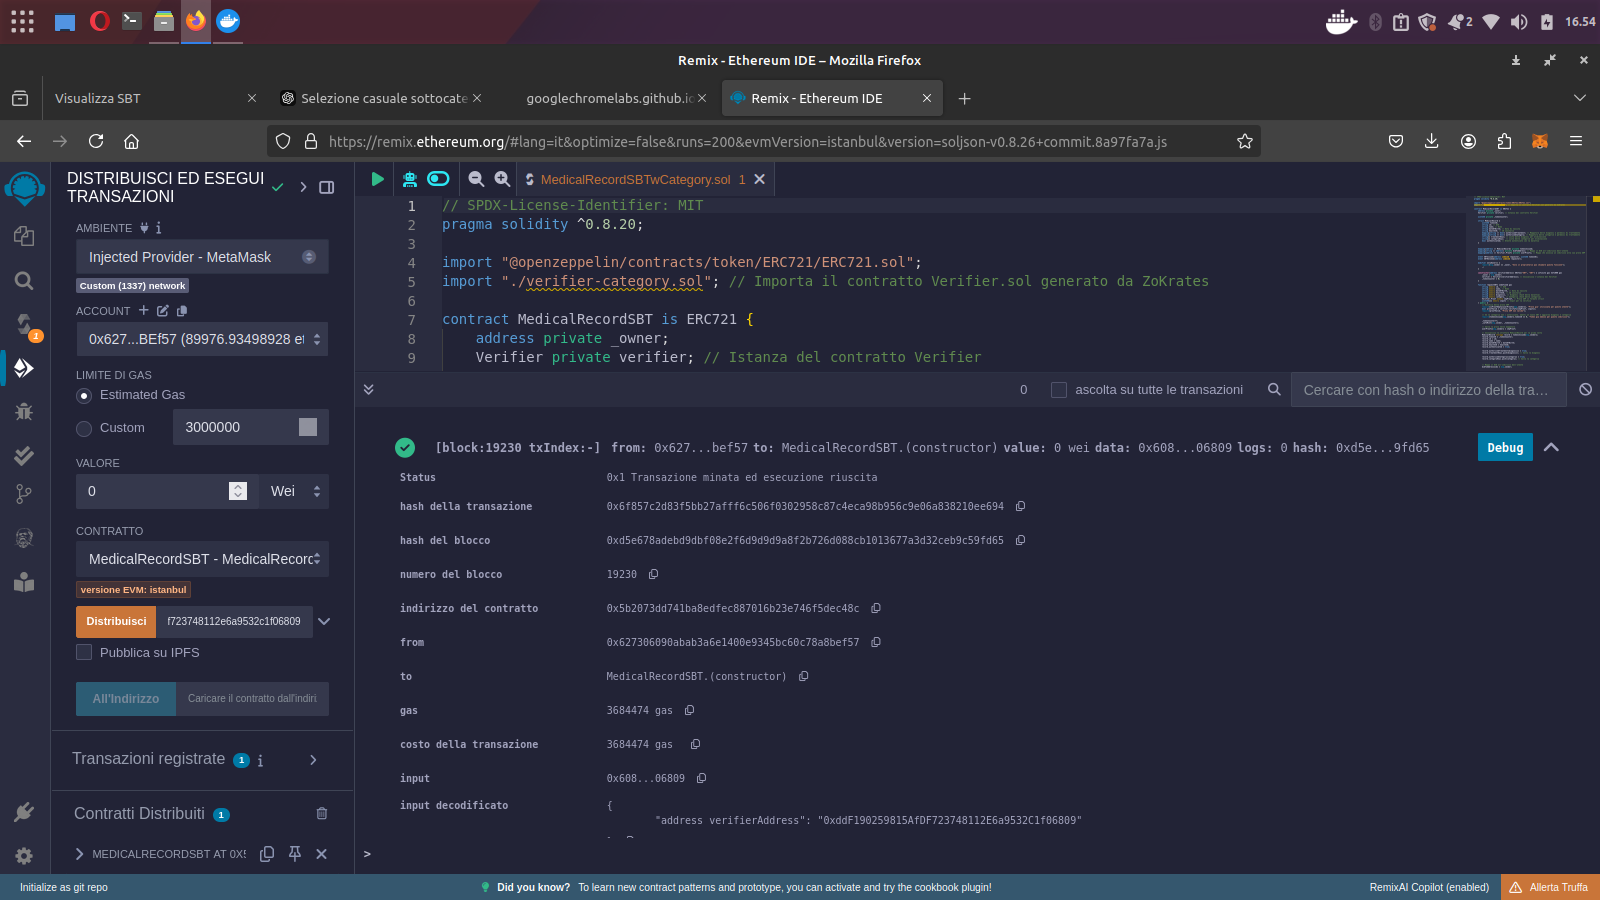 2
16.54
Remix - Ethereum IDE — Mozilla Firefox
Visualizza SBT
Selezione casuale sottocate
googlechromelabs.github.io
Remix - Ethereum IDE
https://remix.ethereum.org/#lang=it&optimize=false&runs=200&evmVersion=istanbul&version=soljson-v0.8.26+commit.8a97fa7a.js
DISTRIBUISCI ED ESEGUI
TRANSAZIONI
AMBIENTE
Injected Provider - MetaMask
Custom (1337) network
ACCOUNT
1
0x627...BEf57 (89976.93498928 et
LIMITE DI GAS
Estimated Gas
Custom
3000000
VALORE
0
Wei
CONTRATTO
MedicalRecordSBT - MedicalRecord
versione EVM: istanbul
Distribuisci
f723748112e6a9532c1f06809
Pubblica su IPFS
All'Indirizzo
Caricare il contratto dall'indiri
Transazioni registrate 1
Contratti Distribuiti 1
MEDICALRECORDSBT AT 0X5
MedicalRecordSBTwCategory.sol 1
1 // SPDX-License-Identifier: MIT
2 pragma solidity ^0.8.20;
3
4 import "@openzeppelin/contracts/token/ERC721/ERC721.sol";
5 import "./verifier-category.sol"; // Importa il contratto Verifier.sol generato da ZoKrates
6
7 contract MedicalRecordSBT is ERC721 {
8 address private _owner;
9 Verifier private verifier; // Istanza del contratto Verifier
0
ascolta su tutte le transazioni
Cercare con hash o indirizzo della tra...
[block:19230 txIndex:-] from: 0x627...bef57 to: MedicalRecordSBT.(constructor) value: 0 wei data: 0x608...06809 logs: 0 hash: 0xd5e...9fd65
Debug
Status 0x1 Transazione minata ed esecuzione riuscita
hash della transazione 0x6f857c2d83f5bb27afff6c506f0302958c87c4eca98b956c9e06a838210ee694
hash del blocco 0xd5e678adebd9dbf08e2f6d9d9d9a8f2b726d088cb1013677a3d32ceb9c59fd65
numero del blocco 19230
indirizzo del contratto 0x5b2073dd741ba8edfec887016b23e746f5dec48c
from 0x627306090abab3a6e1400e9345bc60c78a8bef57
to MedicalRecordSBT.(constructor)
gas 3684474 gas
costo della transazione 3684474 gas
input 0x608...06809
input decodificato {
"address verifierAddress": "0xddF190259815AfDF723748112E6a9532C1f06809"
>
Initialize as git repo
Did you know? To learn new contract patterns and prototype, you can activate and try the cookbook plugin!
RemixAI Copilot (enabled)
Allerta Truffa